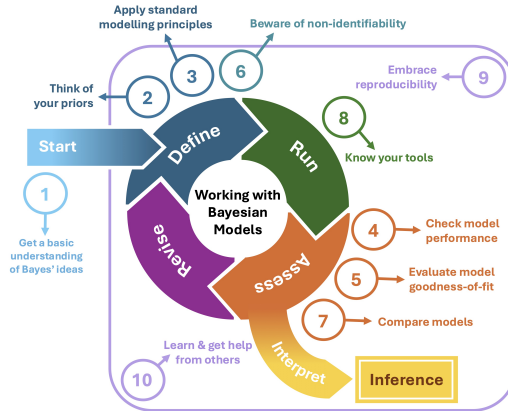 Apply standard
modelling principles
Beware of non-identifiability
3
6
Embrace
reproducibility
9
Think of
your priors
2
8
Know your tools
Start
Define
Run
1
Get a basic
understanding
of Bayes' ideas
Working with
Bayesian
Models
Revise
Assess
4
Check model
performance
5
Evaluate model
goodness-of-fit
7
Compare models
Learn & get help
from others
10
Interpret
Inference